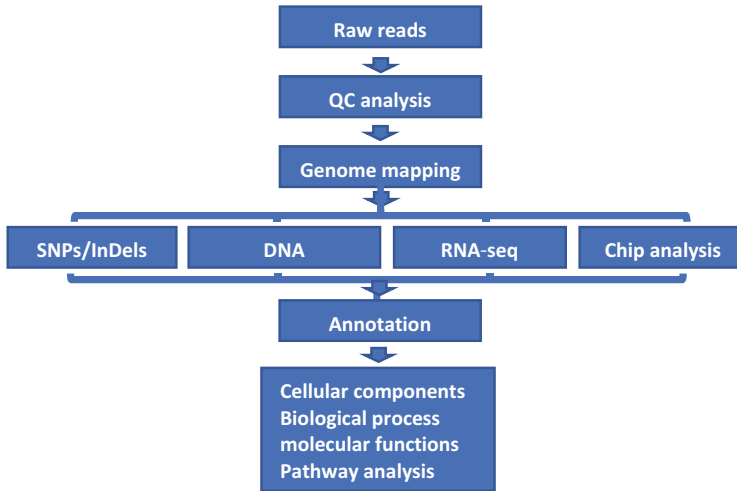 Raw reads
QC analysis
Genome mapping
SNPs/InDels
DNA
RNA-seq
Chip analysis
Annotation
Cellular components
Biological process
molecular functions
Pathway analysis